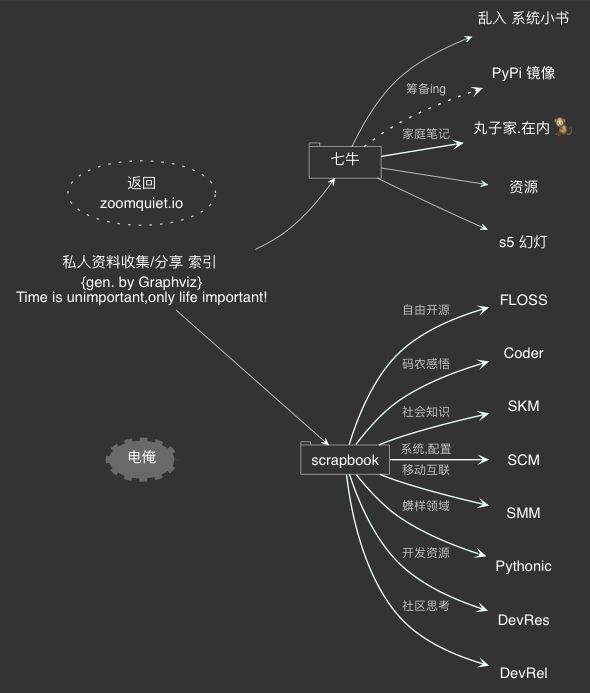 乱入 系统小书
PyPi 镜像
筹备ing
家庭笔记
丸子家.在内
七牛
资源
返回
zoomquiet.io
s5 幻灯
私人资料收集/分享 索引
{gen. by Graphviz}
Time is unimportant,only life important!
FLOSS
自由开源
Coder
码农感悟
SKM
社会知识
系统,配置
SCM
scrapbook
移动互联
电俺
SMM
蟒样领域
Pythonic
开发资源
DevRes
社区思考
DevRel